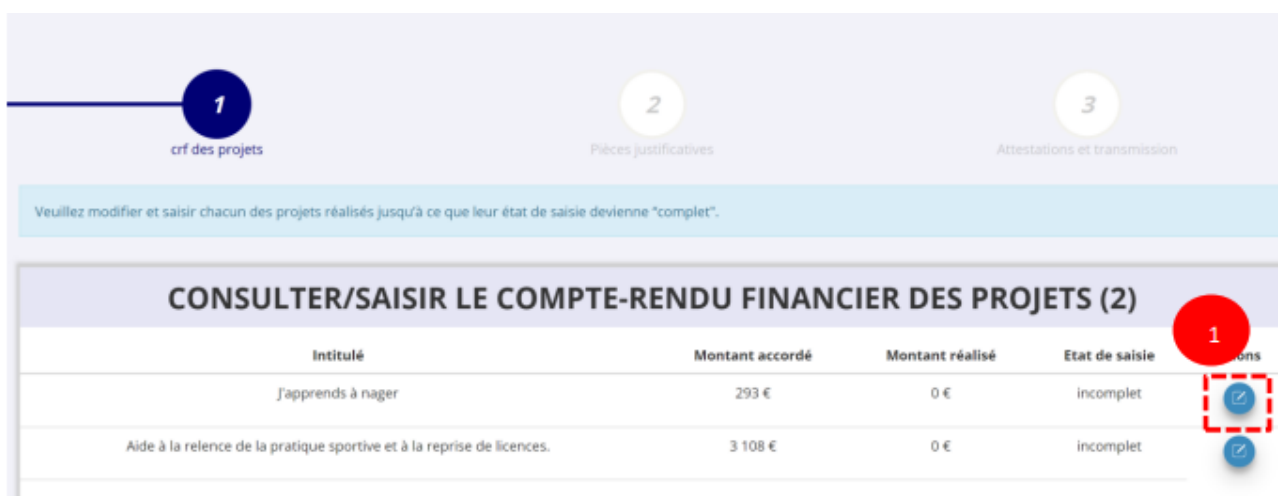 1
2
3
crf des projets
Pièces justificatives
Attestations et transmission
Veuillez modifier et saisir chacun des projets réalisés jusqu'à ce que leur état de saisie devienne "complet".
CONSULTER/SAISIR LE COMPTE-RENDU FINANCIER DES PROJETS (2)
1
Intitulé Montant accordé Montant réalisé Etat de saisie ons
J'apprends à nager 293 € 0 € incomplet
Aide à la relence de la pratique sportive et à la reprise de licences. 3 108 € 0 € incomplet